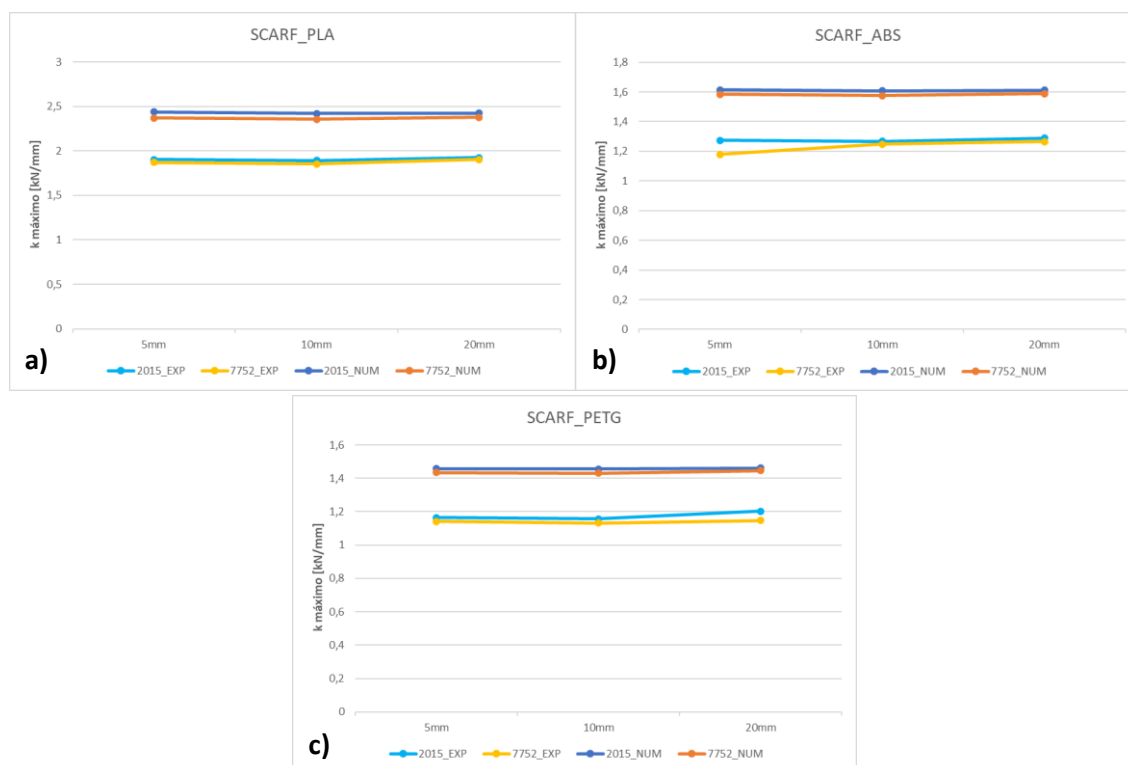 SCARF_PLA
k máximo [kN/mm]
3
2,5
2
1,5
1
0,5
0
5mm 10mm 20mm
2015_EXP 7752_EXP 2015_NUM 7752_NUM
a)
SCARF_ABS
k máximo [kN/mm]
1,8
1,6
1,4
1,2
1
0,8
0,6
0,4
0,2
0
5mm 10mm 20mm
2015_EXP 7752_EXP 2015_NUM 7752_NUM
b)
SCARF_PETG
k máximo [kN/mm]
1,6
1,4
1,2
1
0,8
0,6
0,4
0,2
0
5mm 10mm 20mm
2015_EXP 7752_EXP 2015_NUM 7752_NUM
c)